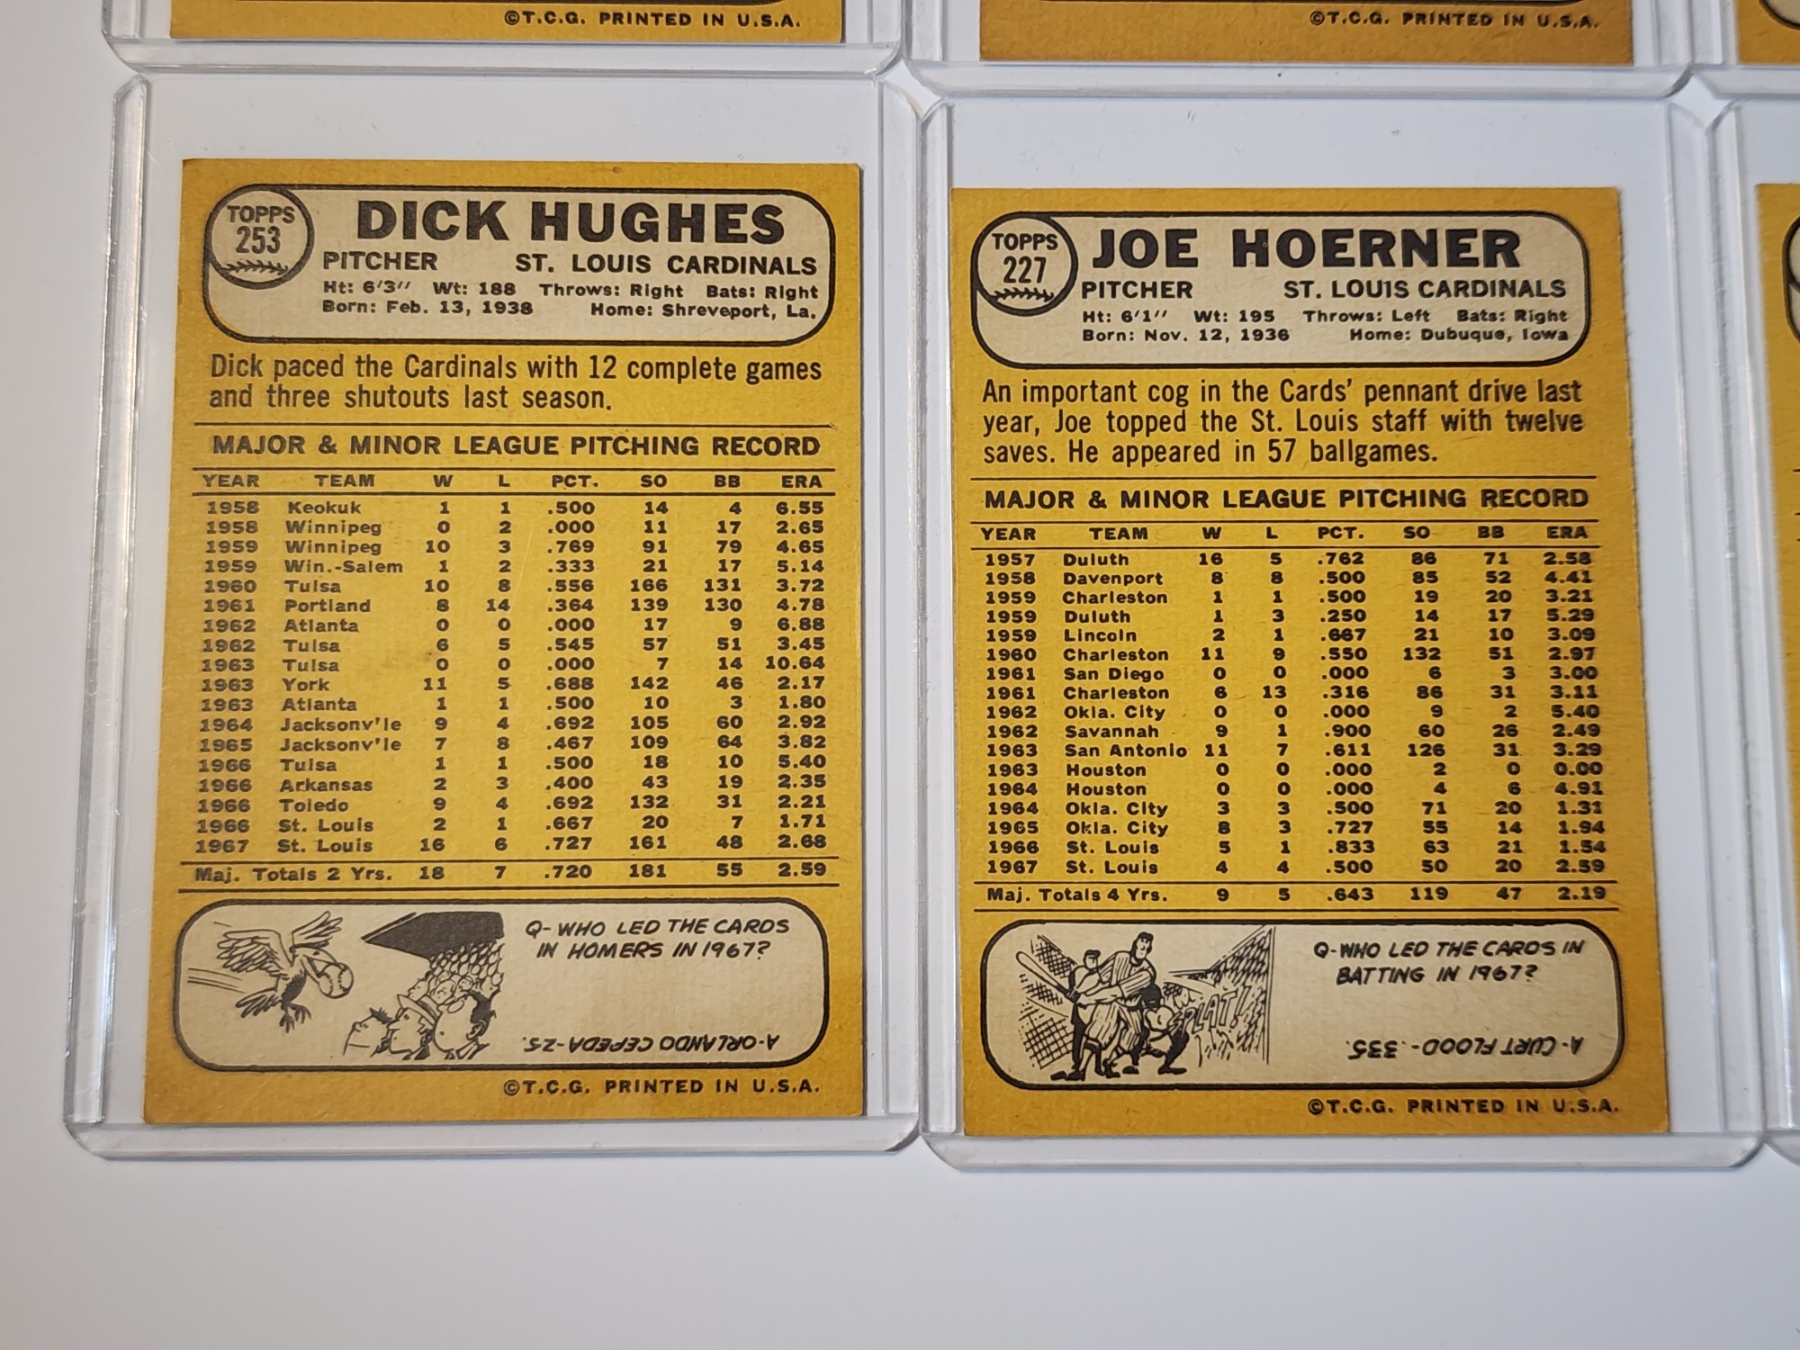 ©T.C.G. PRINTED IN U.S.A.
©T.C.G. PRINTED IN U.S.A.
TOPPS
253
DICK HUGHES
PITCHER ST. LOUIS CARDINALS
Ht: 6'3" Wt: 188 Throws: Right Bats: Right
Born: Feb. 13, 1938 Home: Shreveport, La.
Dick paced the Cardinals with 12 complete games
and three shutouts last season.
MAJOR & MINOR LEAGUE PITCHING RECORD
YEAR TEAM W L PCT. SO BB ERA
1958 Keokuk 1 1 .500 14 4 6.55
1958 Winnipeg 0 2 .000 11 17 2.65
1959 Winnipeg 10 3 .769 91 79 4.65
1959 Win.-Salem 1 2 .333 21 17 5.14
1960 Tulsa 10 8 .556 166 131 3.72
1961 Portland 8 14 .364 139 130 4.78
1962 Atlanta 0 0 .000 17 9 6.88
1962 Tulsa 6 5 .545 57 51 3.45
1963 Tulsa 0 0 .000 7 14 10.64
1963 York 11 5 .688 142 46 2.17
1963 Atlanta 1 1 .500 10 3 1.80
1964 Jacksonv'le 9 4 .692 105 60 2.92
1965 Jacksonv'le 7 8 .467 109 64 3.82
1966 Tulsa 1 1 .500 18 10 5.40
1966 Arkansas 2 3 .400 43 19 2.35
1966 Toledo 9 4 .692 132 31 2.21
1966 St. Louis 2 1 .667 20 7 1.71
1967 St. Louis 16 6 .727 161 48 2.68
Maj. Totals 2 Yrs. 18 7 .720 181 55 2.59
Q-WHO LED THE CARDS
IN HOMERS IN 1967?
A-ORLANDO CEPEDA-25.
©T.C.G. PRINTED IN U.S.A.
TOPPS
227
JOE HOERNER
PITCHER ST. LOUIS CARDINALS
Ht: 6'1" Wt: 195 Throws: Left Bats: Right
Born: Nov. 12, 1936 Home: Dubuque, Iowa
An important cog in the Cards' pennant drive last
year, Joe topped the St. Louis staff with twelve
saves. He appeared in 57 ballgames.
MAJOR & MINOR LEAGUE PITCHING RECORD
YEAR TEAM W L PCT. SO BB ERA
1957 Duluth 16 5 .762 86 71 2.58
1958 Davenport 8 8 .500 85 52 4.41
1959 Charleston 1 1 .500 19 20 3.21
1959 Duluth 1 3 .250 14 17 5.29
1959 Lincoln 2 1 .667 21 10 3.09
1960 Charleston 11 9 .550 132 51 2.97
1961 San Diego 0 0 .000 6 3 3.00
1961 Charleston 6 13 .316 86 31 3.11
1962 Okla. City 0 0 .000 9 2 5.40
1962 Savannah 9 1 .900 60 26 2.49
1963 San Antonio 11 7 .611 126 31 3.29
1963 Houston 0 0 .000 2 0 0.00
1964 Houston 0 0 .000 4 6 4.91
1964 Okla. City 3 3 .500 71 20 1.31
1965 Okla. City 8 3 .727 55 14 1.94
1966 St. Louis 5 1 .833 63 21 1.54
1967 St. Louis 4 4 .500 50 20 2.59
Maj. Totals 4 Yrs. 9 5 .643 119 47 2.19
SPLAT!
Q-WHO LED THE CARDS IN
BATTING IN 1967?
A-CURT FLOOD-.335.
©T.C.G. PRINTED IN U.S.A.